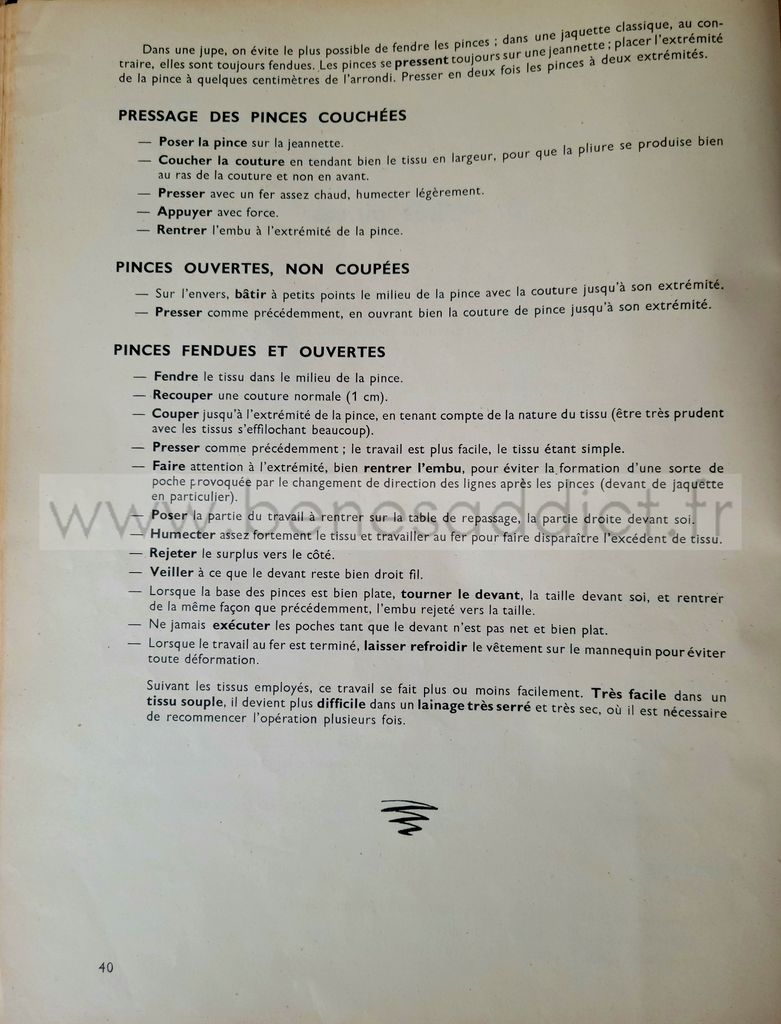 Dans une jupe, on évite le plus possible de fendre les pinces ; dans une jaquette classique, au con-
traire, elles sont toujours fendues. Les pinces se pressent toujours sur une jeannette ; placer l'extrémité
de la pince à quelques centimètres de l'arrondi. Presser en deux fois les pinces à deux extrémités.
PRESSAGE DES PINCES COUCHÉES
— Poser la pince sur la jeannette.
— Coucher la couture en tendant bien le tissu en largeur, pour que la pliure se produise bien
au ras de la couture et non en avant.
— Presser avec un fer assez chaud, humecter légèrement.
— Appuyer avec force.
— Rentrer l'embu à l'extrémité de la pince.
PINCES OUVERTES, NON COUPÉES
— Sur l'envers, bâtir à petits points le milieu de la pince avec la couture jusqu'à son extrémité.
— Presser comme précédemment, en ouvrant bien la couture de pince jusqu'à son extrémité.
PINCES FENDUES ET OUVERTES
— Fendre le tissu dans le milieu de la pince.
— Recouper une couture normale (1 cm).
— Couper jusqu'à l'extrémité de la pince, en tenant compte de la nature du tissu (être très prudent
avec les tissus s'effilochant beaucoup).
— Presser comme précédemment ; le travail est plus facile, le tissu étant simple.
— Faire attention à l'extrémité, bien rentrer l'embu, pour éviter la formation d'une sorte de
poche provoquée par le changement de direction des lignes après les pinces (devant de jaquette
en particulier).
www.benesaddict.fr
— Poser la partie du travail à rentrer sur la table de repassage, la partie droite devant soi.
— Humecter assez fortement le tissu et travailler au fer pour faire disparaître l'excédent de tissu.
— Rejeter le surplus vers le côté.
— Veiller à ce que le devant reste bien droit fil.
— Lorsque la base des pinces est bien plate, tourner le devant, la taille devant soi, et rentrer
de la même façon que précédemment, l'embu rejeté vers la taille.
— Ne jamais exécuter les poches tant que le devant n'est pas net et bien plat.
— Lorsque le travail au fer est terminé, laisser refroidir le vêtement sur le mannequin pour éviter
toute déformation.
Suivant les tissus employés, ce travail se fait plus ou moins facilement. Très facile dans un
tissu souple, il devient plus difficile dans un lainage très serré et très sec, où il est nécessaire
de recommencer l'opération plusieurs fois.
40